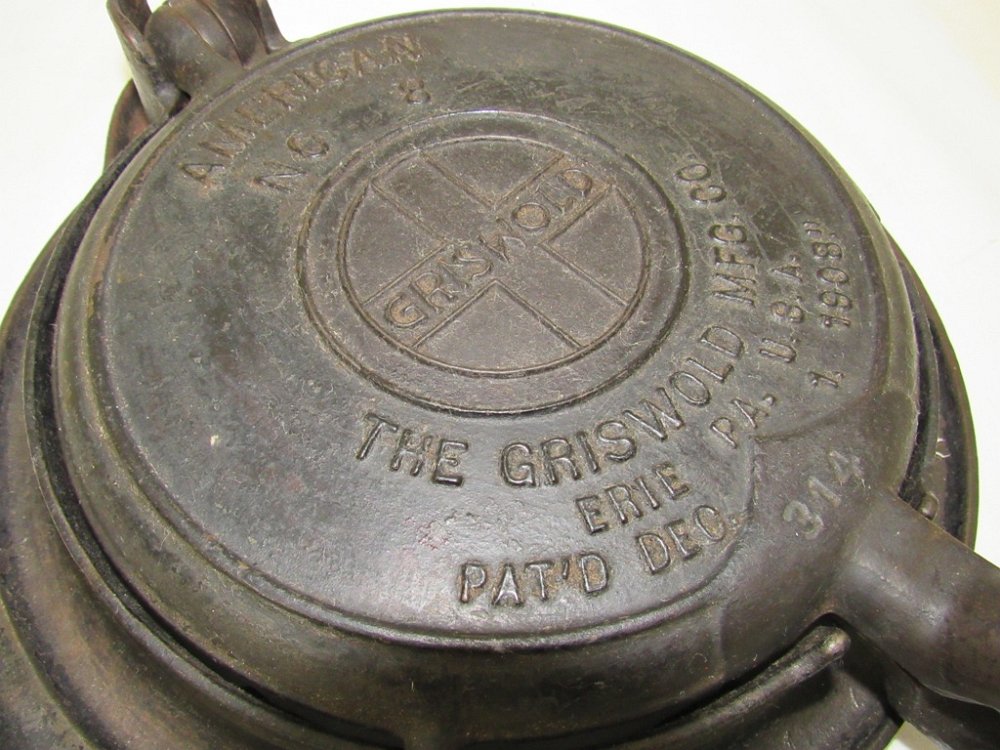 AMERICAN
NO 8
GRISWOLD
THE GRISWOLD MFG. CO.
ERIE PA. U.S.A.
PAT'D DEC. 1 1908"
314